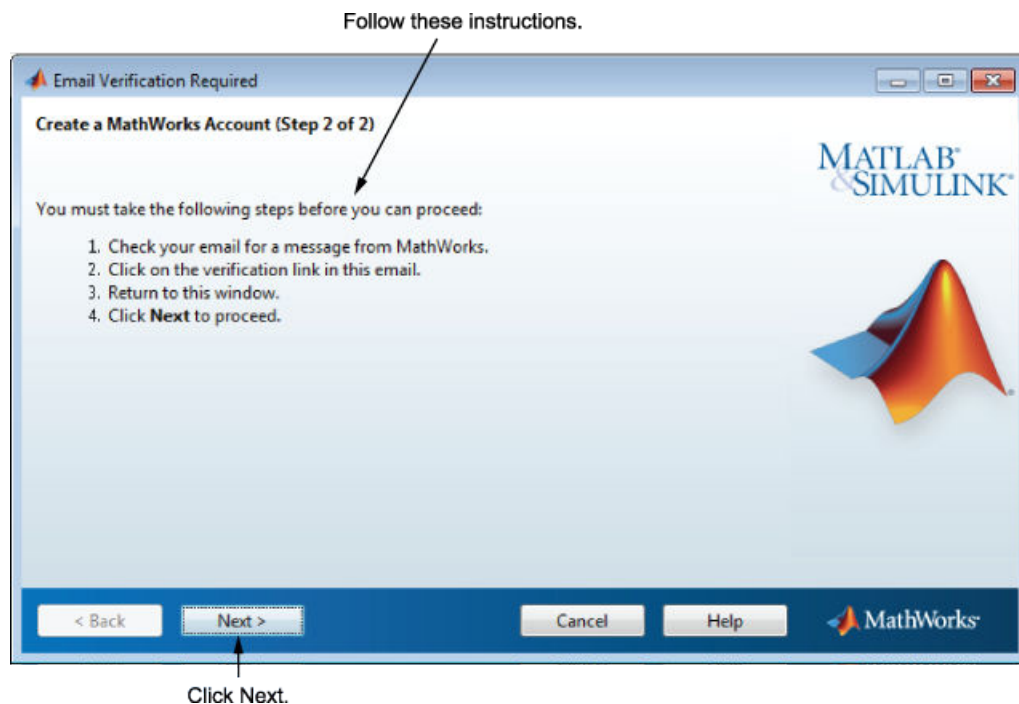 Follow these instructions.
Email Verification Required
Create a MathWorks Account (Step 2 of 2)
MATLAB®
&SIMULINK®
You must take the following steps before you can proceed:
1. Check your email for a message from MathWorks.
2. Click on the verification link in this email.
3. Return to this window.
4. Click Next to proceed.
< Back Next > Cancel Help MathWorks®
Click Next.